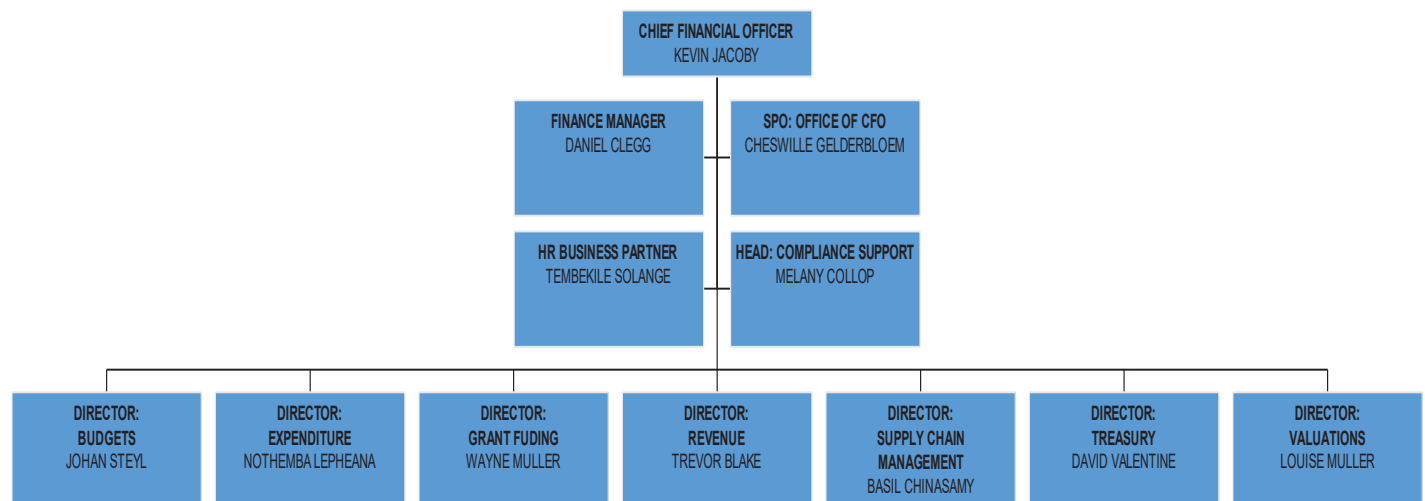 CHIEF FINANCIAL OFFICER
KEVIN JACOBY
FINANCE MANAGER
DANIEL CLEGG
SPO: OFFICE OF CFO
CHESWILLE GELDERBLOEM
HR BUSINESS PARTNER
TEMBEKILE SOLANGE
HEAD: COMPLIANCE SUPPORT
MELANY COLLOP
DIRECTOR:
BUDGETS
JOHAN STEYL
DIRECTOR:
EXPENDITURE
NOTHEMBA LEPHEANA
DIRECTOR:
GRANT FUDING
WAYNE MULLER
DIRECTOR:
REVENUE
TREVOR BLAKE
DIRECTOR:
SUPPLY CHAIN
MANAGEMENT
BASIL CHINASAMY
DIRECTOR:
TREASURY
DAVID VALENTINE
DIRECTOR:
VALUATIONS
LOUISE MULLER